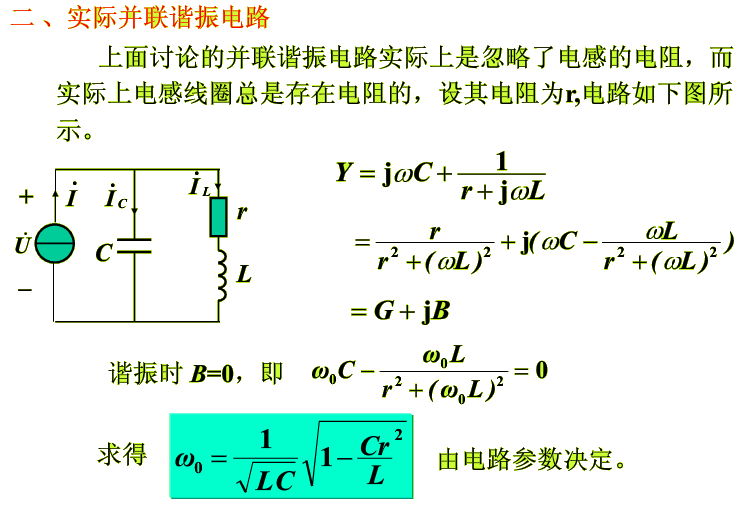 二、实际并联谐振电路
上面讨论的并联谐振电路实际上是忽略了电感的电阻，而
实际上电感线圈总是存在电阻的，设其电阻为r,电路如下图所
示。
+ İ İ_C İ_L r
U̇ C L
−
Y = jωC + 1/(r + jωL)
= r/(r² + (ωL)²) + j(ωC − ωL/(r² + (ωL)²))
= G + jB
谐振时 B=0，即 ω₀C − ω₀L/(r² + (ω₀L)²) = 0
求得 ω₀ = 1/√(LC) √(1 − Cr²/L) 由电路参数决定。